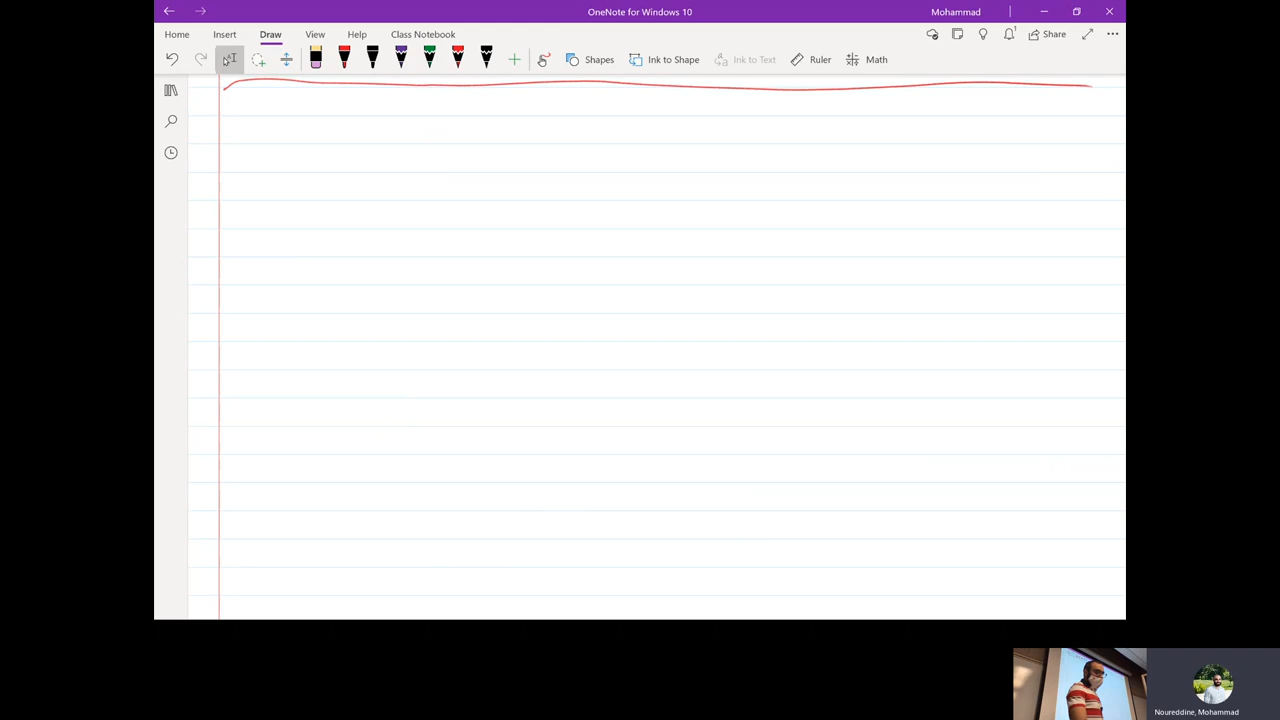 OneNote for Windows 10
Mohammad
Home Insert Draw View Help Class Notebook
Share
Shapes Ink to Shape Ink to Text Ruler Math
Noureddine, Mohammad